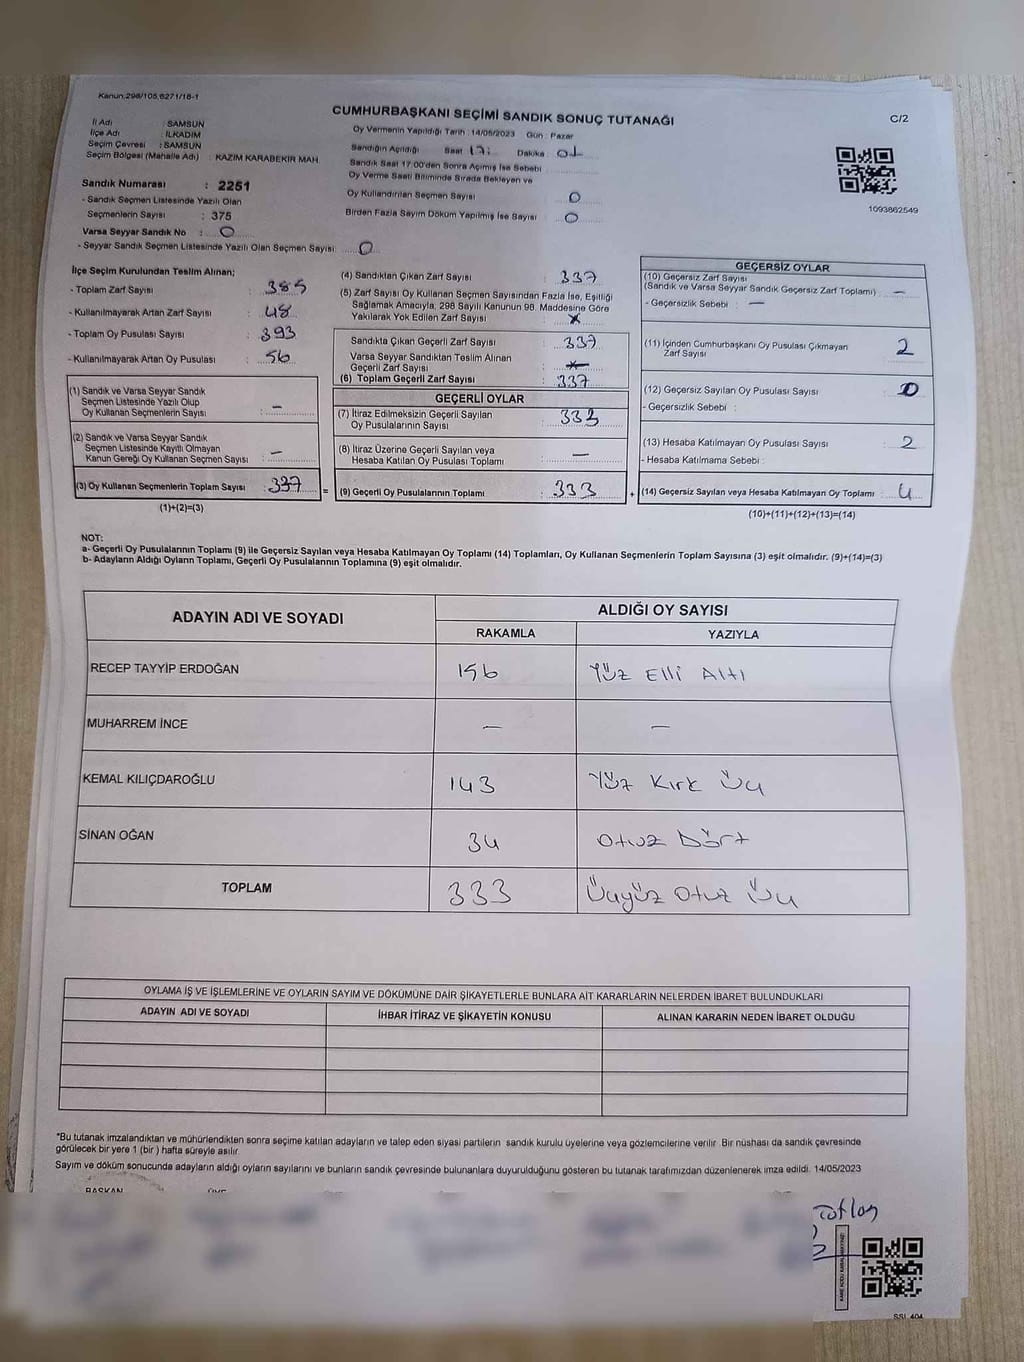 Kanun:298/105,6271/18-1
CUMHURBAŞKANI SEÇİMİ SANDIK SONUÇ TUTANAĞI
C/2
İl Adı : SAMSUN
İlçe Adı : İLKADIM
Seçim Çevresi : SAMSUN
Seçim Bölgesi (Mahalle Adı) : KAZIM KARABEKİR MAH.
Oy Vermenin Yapıldığı Tarih : 14/05/2023 Gün : Pazar
Sandığın Açıldığı Saat 17: Dakika : 01
Sandık Saat 17:00'den Sonra Açılmış İse Sebebi
Oy Verme Saati Bitiminde Sırada Bekleyen ve
Oy Kullandırılan Seçmen Sayısı 0
Birden Fazla Sayım Döküm Yapılmış İse Sayısı 0
1093862549
Sandık Numarası : 2251
- Sandık Seçmen Listesinde Yazılı Olan
Seçmenlerin Sayısı : 375
Varsa Seyyar Sandık No : 0
- Seyyar Sandık Seçmen Listesinde Yazılı Olan Seçmen Sayısı: 0
İlçe Seçim Kurulundan Teslim Alınan;
- Toplam Zarf Sayısı : 385
- Kullanılmayarak Artan Zarf Sayısı : 48
- Toplam Oy Pusulası Sayısı : 393
- Kullanılmayarak Artan Oy Pusulası : 56
(1) Sandık ve Varsa Seyyar Sandık
Seçmen Listesinde Yazılı Olup
Oy Kullanan Seçmenlerin Sayısı : –
(2) Sandık ve Varsa Seyyar Sandık
Seçmen Listesinde Kayıtlı Olmayan
Kanun Gereği Oy Kullanan Seçmen Sayısı : –
(3) Oy Kullanan Seçmenlerin Toplam Sayısı : 337 =
(1)+(2)=(3)
(4) Sandıktan Çıkan Zarf Sayısı : 337
(5) Zarf Sayısı Oy Kullanan Seçmen Sayısından Fazla İse, Eşitliği
Sağlamak Amacıyla, 298 Sayılı Kanunun 98. Maddesine Göre
Yakılarak Yok Edilen Zarf Sayısı :
Sandıkta Çıkan Geçerli Zarf Sayısı : 337
Varsa Seyyar Sandıktan Teslim Alınan
Geçerli Zarf Sayısı :
(6) Toplam Geçerli Zarf Sayısı : 337
GEÇERLİ OYLAR
(7) İtiraz Edilmeksizin Geçerli Sayılan
Oy Pusulalarının Sayısı : 333
(8) İtiraz Üzerine Geçerli Sayılan veya
Hesaba Katılan Oy Pusulası Toplamı : –
(9) Geçerli Oy Pusulalarının Toplamı : 333 +
GEÇERSİZ OYLAR
(10) Geçersiz Zarf Sayısı
(Sandık ve Varsa Seyyar Sandık Geçersiz Zarf Toplamı) : –
- Geçersizlik Sebebi : –
(11) İçinden Cumhurbaşkanı Oy Pusulası Çıkmayan
Zarf Sayısı : 2
(12) Geçersiz Sayılan Oy Pusulası Sayısı : 0
- Geçersizlik Sebebi :
(13) Hesaba Katılmayan Oy Pusulası Sayısı : 2
- Hesaba Katılmama Sebebi :
(14) Geçersiz Sayılan veya Hesaba Katılmayan Oy Toplamı : 4
(10)+(11)+(12)+(13)=(14)
NOT:
a- Geçerli Oy Pusulalarının Toplamı (9) ile Geçersiz Sayılan veya Hesaba Katılmayan Oy Toplamı (14) Toplamları, Oy Kullanan Seçmenlerin Toplam Sayısına (3) eşit olmalıdır. (9)+(14)=(3)
b- Adayların Aldığı Oyların Toplamı, Geçerli Oy Pusulalarının Toplamına (9) eşit olmalıdır.
ADAYIN ADI VE SOYADI
ALDIĞI OY SAYISI
RAKAMLA YAZIYLA
RECEP TAYYİP ERDOĞAN 156 Yüz Elli Altı
MUHARREM İNCE – –
KEMAL KILIÇDAROĞLU 143 Yüz Kırk Üç
SİNAN OĞAN 34 Otuz Dört
TOPLAM 333 Üçyüz Otuz Üç
OYLAMA İŞ VE İŞLEMLERİNE VE OYLARIN SAYIM VE DÖKÜMÜNE DAİR ŞİKAYETLERLE BUNLARA AİT KARARLARIN NELERDEN İBARET BULUNDUKLARI
ADAYIN ADI VE SOYADI İHBAR İTİRAZ VE ŞİKAYETİN KONUSU ALINAN KARARIN NEDEN İBARET OLDUĞU
*Bu tutanak imzalandıktan ve mühürlendikten sonra seçime katılan adayların ve talep eden siyasi partilerin sandık kurulu üyelerine veya gözlemcilerine verilir. Bir nüshası da sandık çevresinde
görülecek bir yere 1 (bir) hafta süreyle asılır.
Sayım ve döküm sonucunda adayların aldığı oyların sayılarını ve bunların sandık çevresinde bulunanlara duyurulduğunu gösteren bu tutanak tarafımızdan düzenlenerek imza edildi. 14/05/2023
BAŞKAN ÜYE
SSI_404